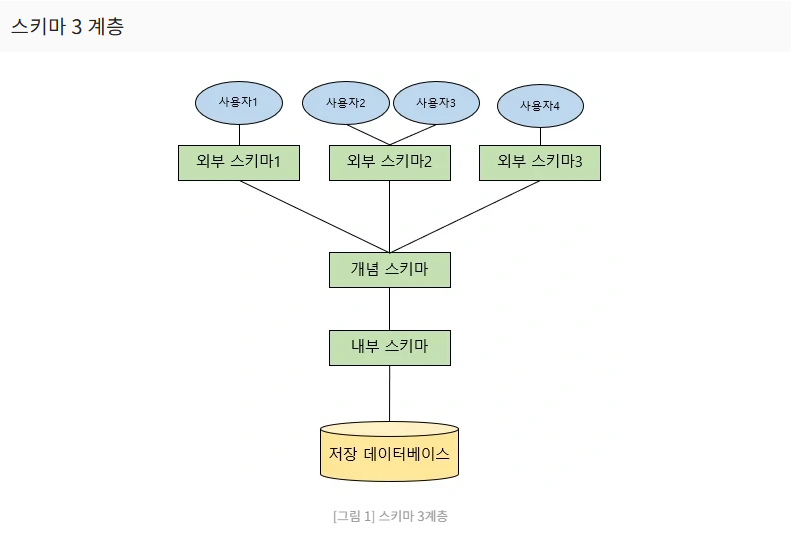 스키마 3 계층
사용자1
사용자2
사용자3
사용자4
외부 스키마1
외부 스키마2
외부 스키마3
개념 스키마
내부 스키마
저장 데이터베이스
[그림 1] 스키마 3계층